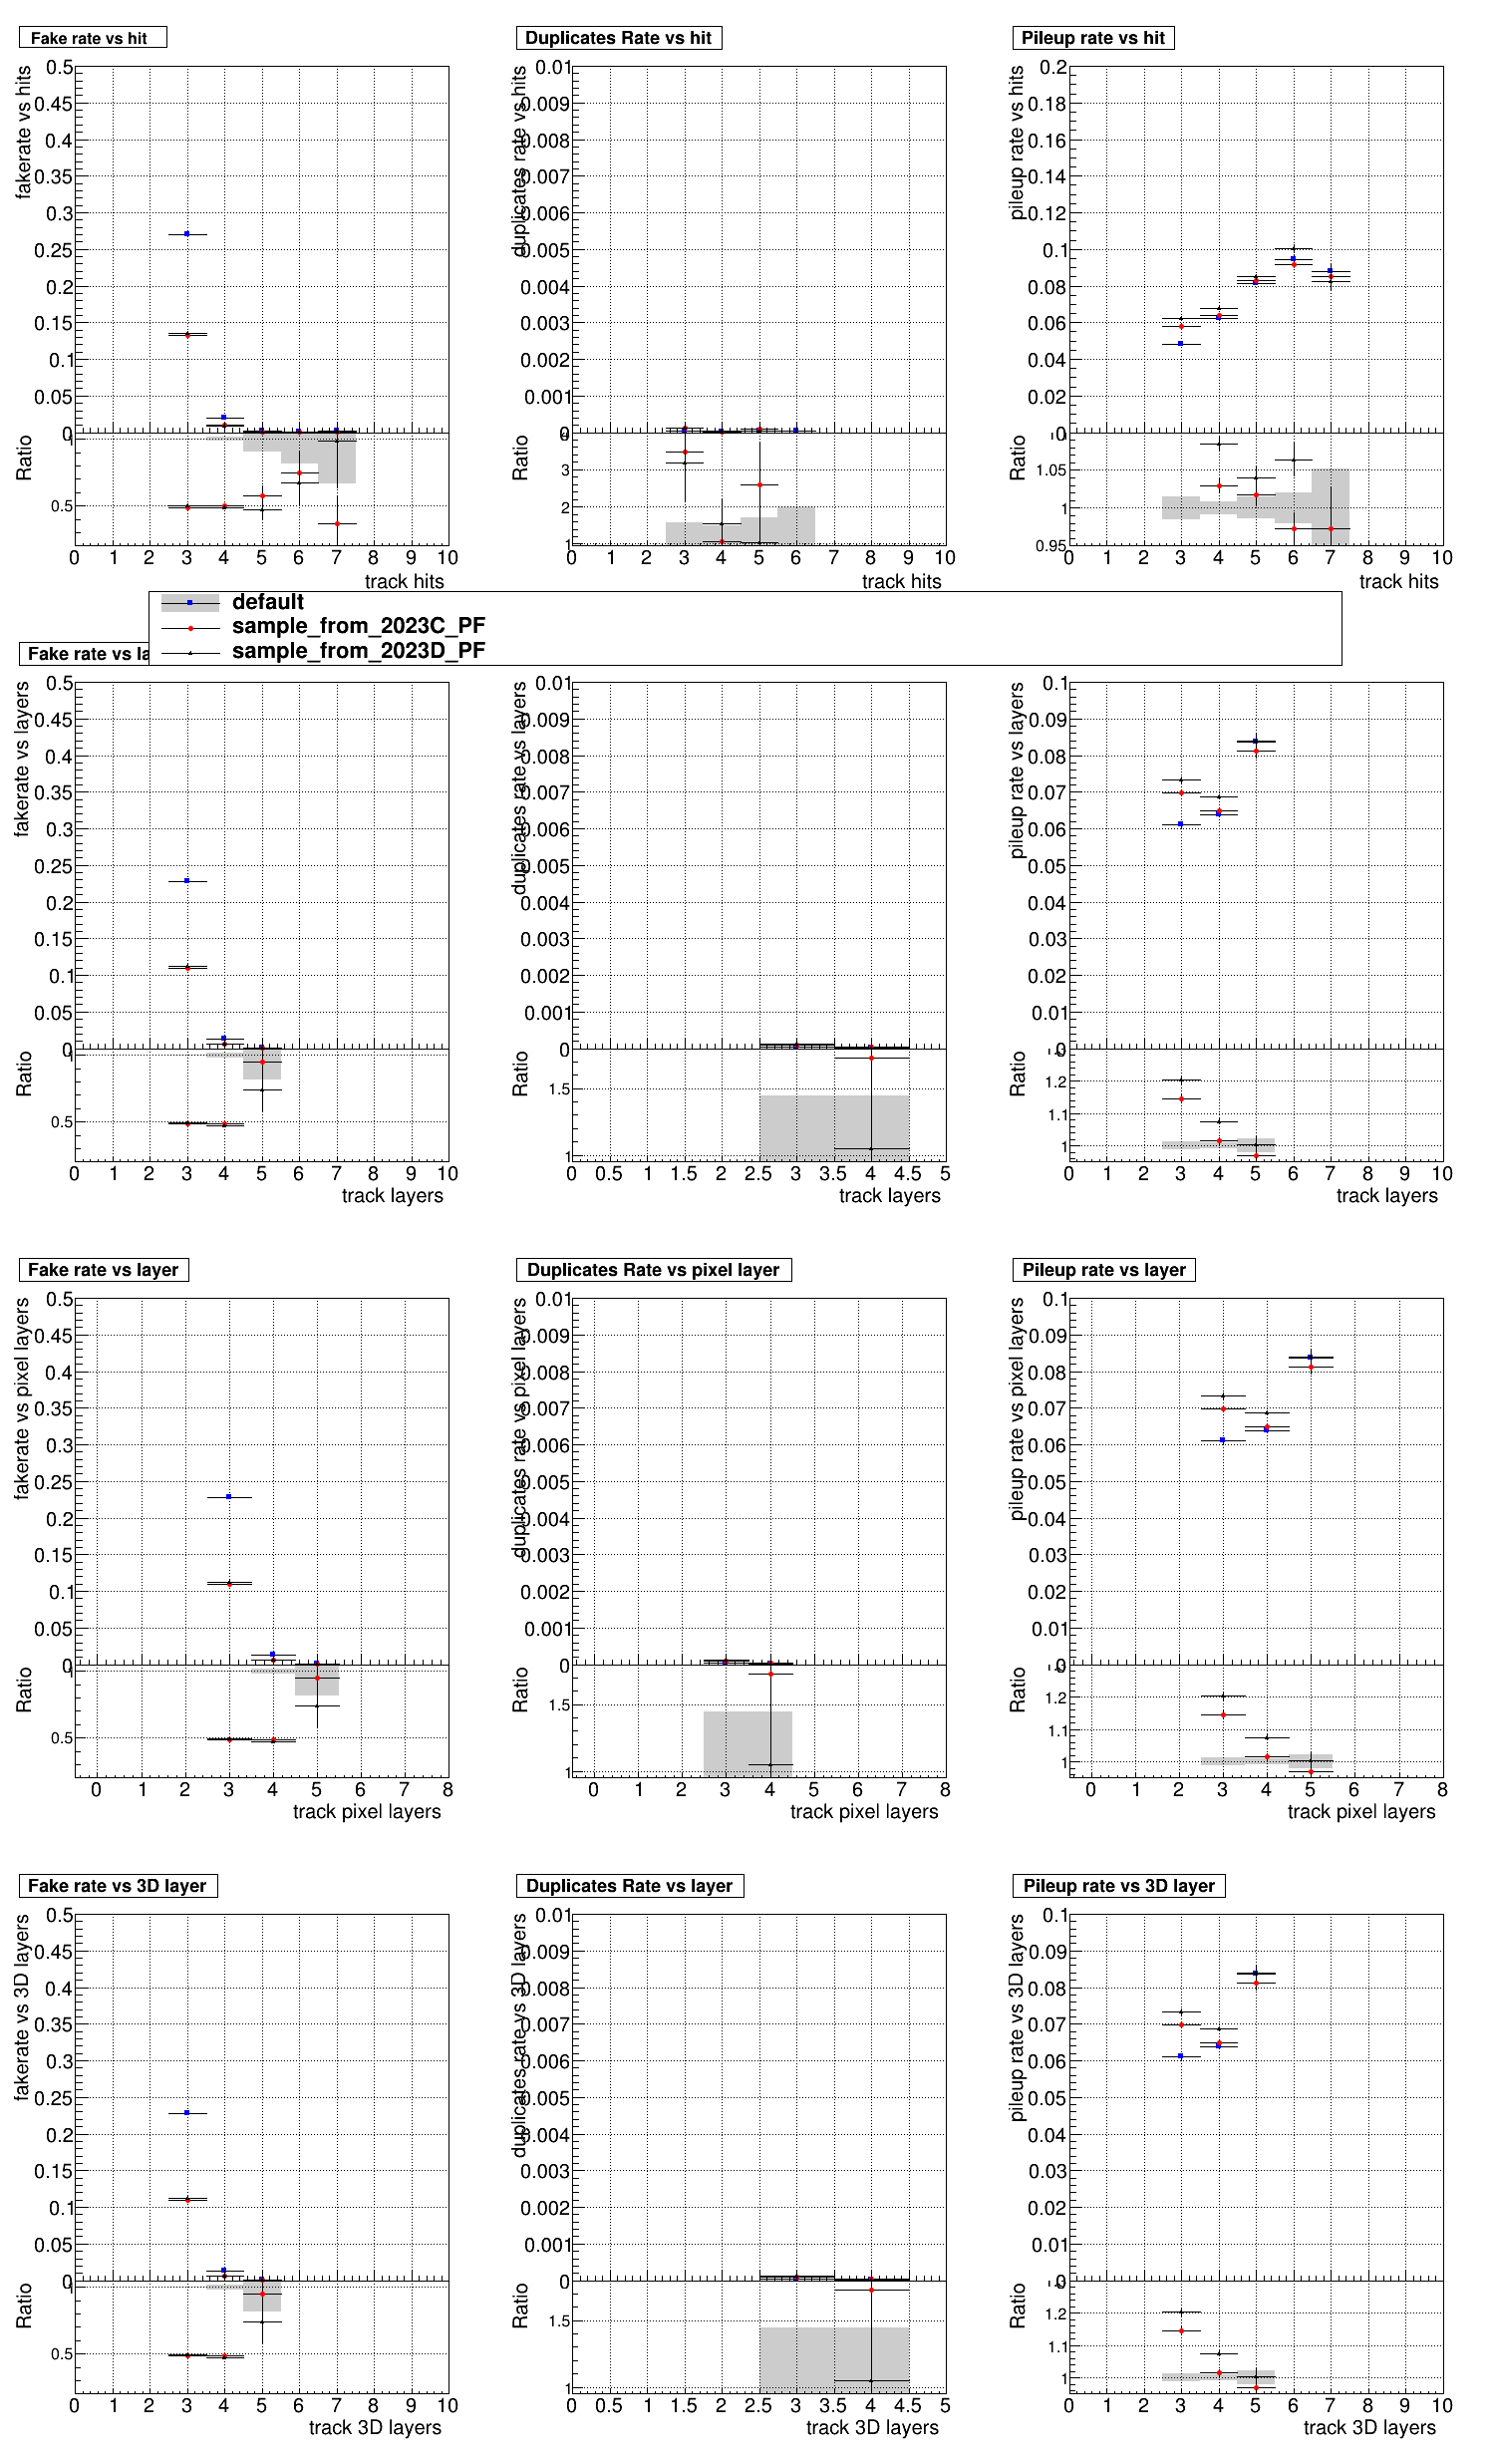 Fake rate vs hit
Duplicates Rate vs hit
Pileup rate vs hit
fakerate vs hits
0.5
0.45
0.4
0.35
0.3
0.25
0.2
0.15
0.1
0.05
0
Ratio
0.5
0 1 2 3 4 5 6 7 8 9 10
track hits
duplicates rate vs hits
0.01
0.009
0.008
0.007
0.006
0.005
0.004
0.003
0.002
0.001
Ratio
3
2
1
0 1 2 3 4 5 6 7 8 9 10
track hits
pileup rate vs hits
0.2
0.18
0.16
0.14
0.12
0.1
0.08
0.06
0.04
0.02
Ratio
1.05
1
0.95
0 1 2 3 4 5 6 7 8 9 10
track hits
default
sample_from_2023C_PF
sample_from_2023D_PF
Fake rate vs la
fakerate vs layers
0.5
0.45
0.4
0.35
0.3
0.25
0.2
0.15
0.1
0.05
0
Ratio
0.5
0 1 2 3 4 5 6 7 8 9 10
track layers
duplicates rate vs layers
0.01
0.009
0.008
0.007
0.006
0.005
0.004
0.003
0.002
0.001
0
Ratio
1.5
1
0 0.5 1 1.5 2 2.5 3 3.5 4 4.5 5
track layers
pileup rate vs layers
0.1
0.09
0.08
0.07
0.06
0.05
0.04
0.03
0.02
0.01
Ratio
1.2
1.1
1
0 1 2 3 4 5 6 7 8 9 10
track layers
Fake rate vs layer
Duplicates Rate vs pixel layer
Pileup rate vs layer
fakerate vs pixel layers
0.5
0.45
0.4
0.35
0.3
0.25
0.2
0.15
0.1
0.05
0
Ratio
0.5
0 1 2 3 4 5 6 7 8
track pixel layers
duplicates rate vs pixel layers
0.01
0.009
0.008
0.007
0.006
0.005
0.004
0.003
0.002
0.001
0
Ratio
1.5
1
0 1 2 3 4 5 6 7 8
track pixel layers
pileup rate vs pixel layers
0.1
0.09
0.08
0.07
0.06
0.05
0.04
0.03
0.02
0.01
Ratio
1.2
1.1
1
0 1 2 3 4 5 6 7 8
track pixel layers
Fake rate vs 3D layer
Duplicates Rate vs layer
Pileup rate vs 3D layer
fakerate vs 3D layers
0.5
0.45
0.4
0.35
0.3
0.25
0.2
0.15
0.1
0.05
0
Ratio
0.5
0 1 2 3 4 5 6 7 8 9 10
track 3D layers
duplicates rate vs 3D layers
0.01
0.009
0.008
0.007
0.006
0.005
0.004
0.003
0.002
0.001
0
Ratio
1.5
1
0 0.5 1 1.5 2 2.5 3 3.5 4 4.5 5
track 3D layers
pileup rate vs 3D layers
0.1
0.09
0.08
0.07
0.06
0.05
0.04
0.03
0.02
0.01
Ratio
1.2
1.1
1
0 1 2 3 4 5 6 7 8 9 10
track 3D layers